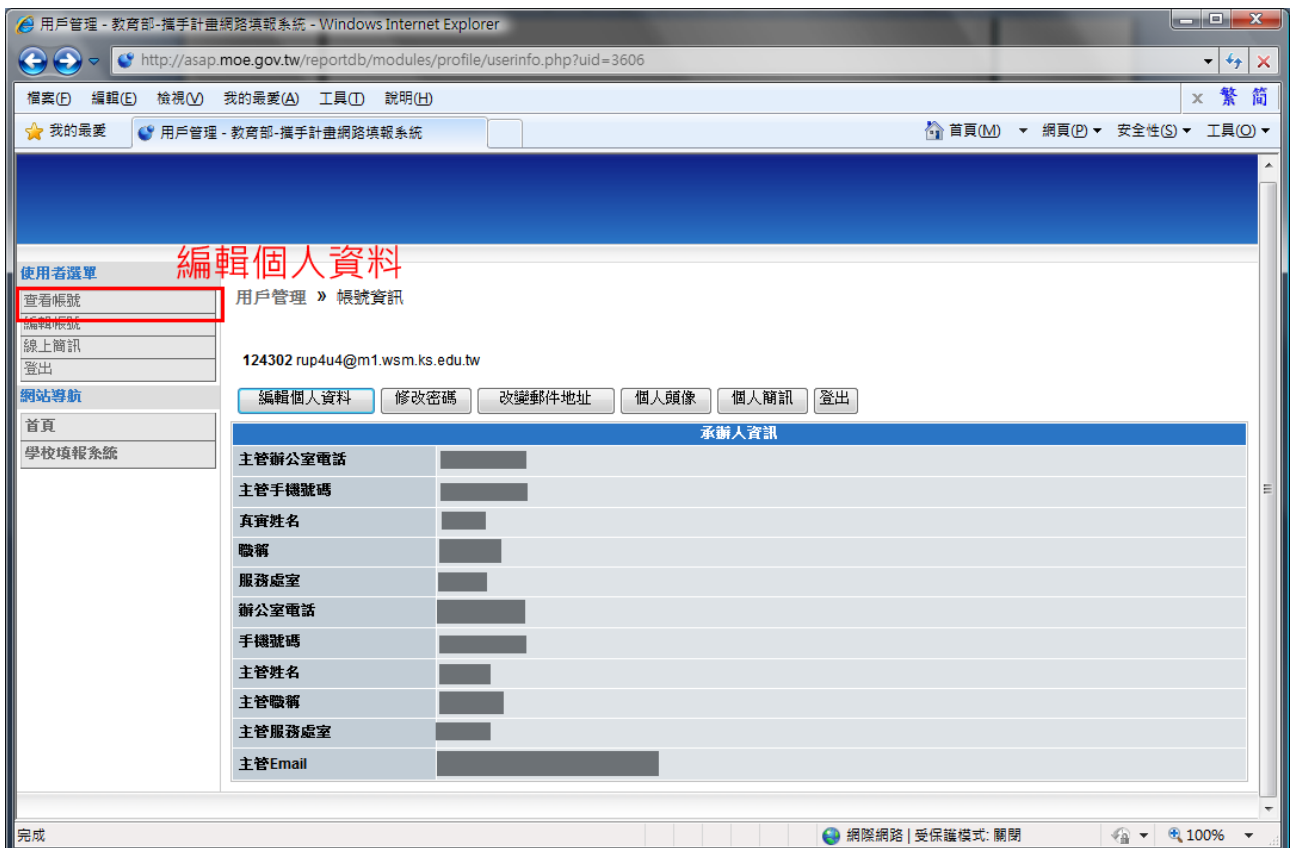 用戶管理 - 教育部-攜手計畫網路填報系統 - Windows Internet Explorer
http://asap.moe.gov.tw/reportdb/modules/profile/userinfo.php?uid=3606
檔案(F) 編輯(E) 檢視(V) 我的最愛(A) 工具(T) 說明(H) x 繁 簡
我的最愛 用戶管理 - 教育部-攜手計畫網路填報系統 首頁(M) 網頁(P) 安全性(S) 工具(O)
編輯個人資料
使用者選單
查看帳號
編輯帳號
線上簡訊
登出
網站導航
首頁
學校填報系統
用戶管理 » 帳號資訊
124302 rup4u4@m1.wsm.ks.edu.tw
編輯個人資料 修改密碼 改變郵件地址 個人頭像 個人簡訊 登出
承辦人資訊
主管辦公室電話
主管手機號碼
真實姓名
職稱
服務處室
辦公室電話
手機號碼
主管姓名
主管職稱
主管服務處室
主管Email
完成 網際網路 | 受保護模式: 關閉 100%